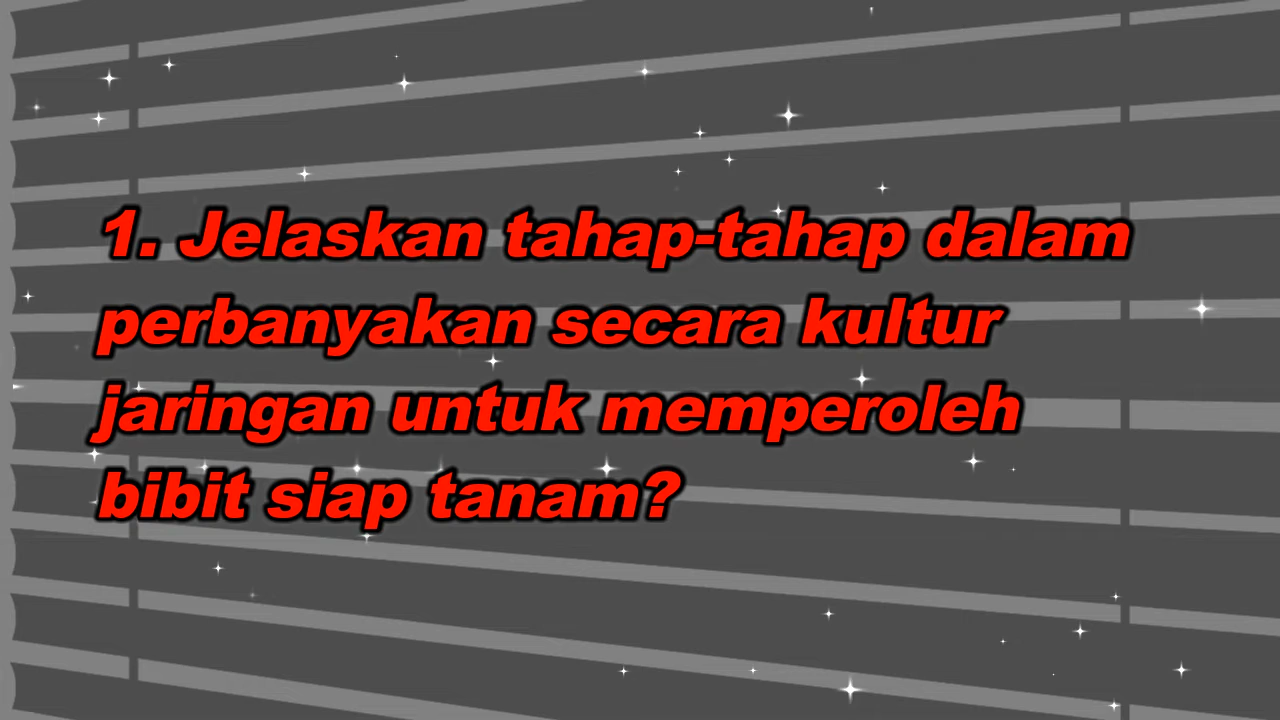 1. Jelaskan tahap-tahap dalam
perbanyakan secara kultur
jaringan untuk memperoleh
bibit siap tanam?